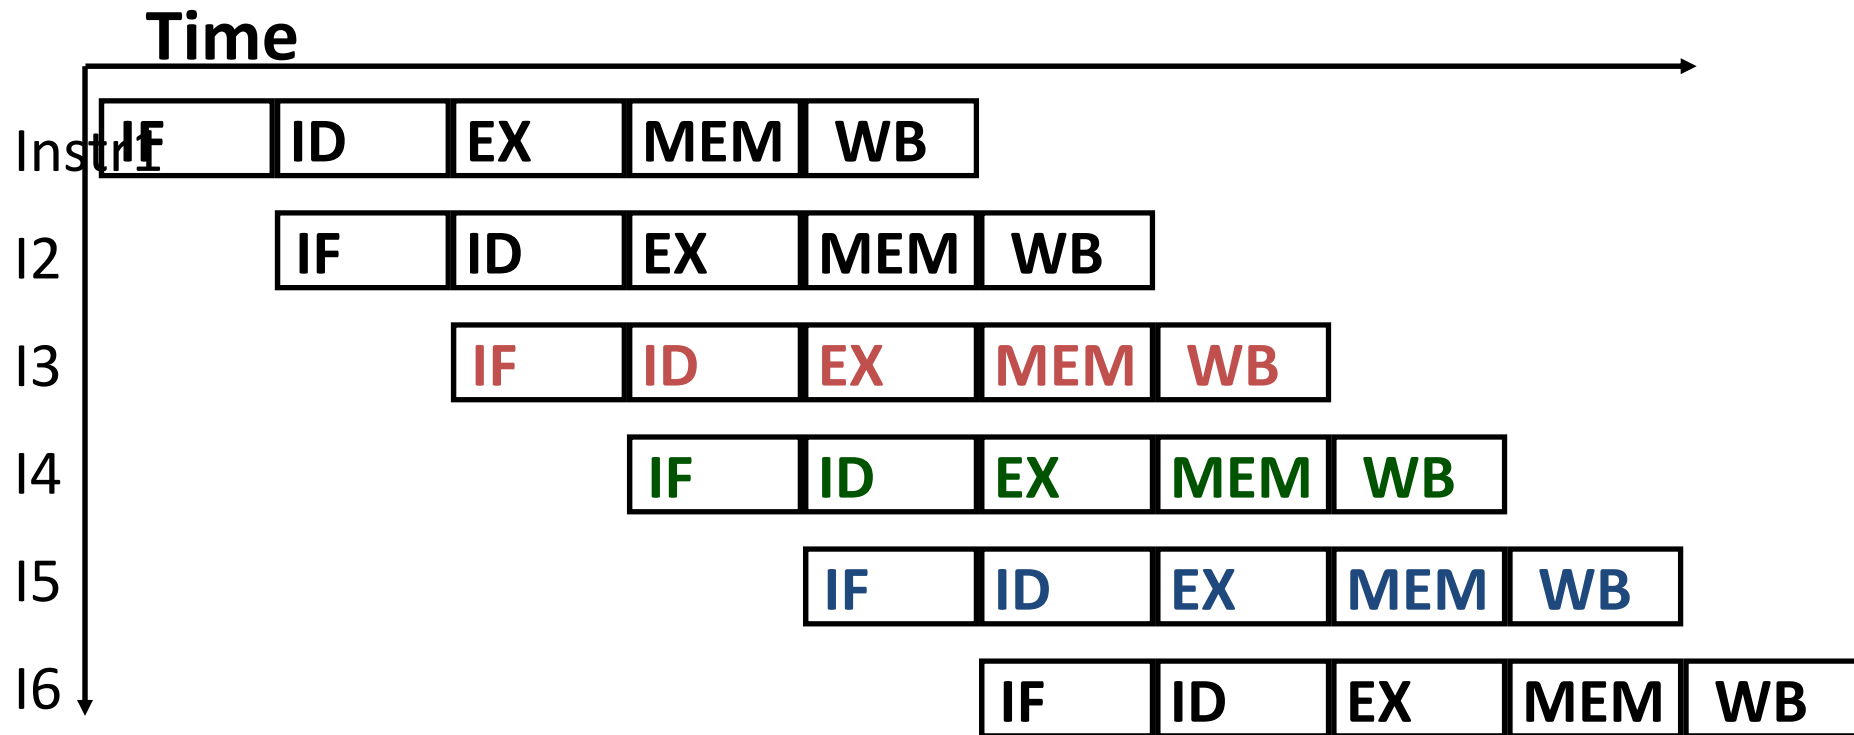 Time
Instr1 IF ID EX MEM WB
I2 IF ID EX MEM WB
I3 IF ID EX MEM WB
I4 IF ID EX MEM WB
I5 IF ID EX MEM WB
I6 IF ID EX MEM WB